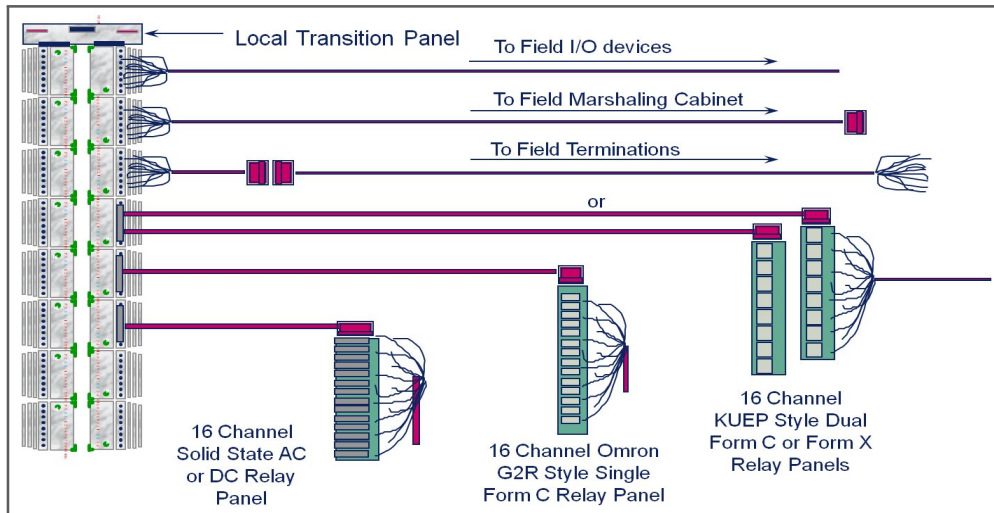 Local Transition Panel
To Field I/O devices
To Field Marshaling Cabinet
To Field Terminations
or
16 Channel
Solid State AC
or DC Relay
Panel
16 Channel Omron
G2R Style Single
Form C Relay Panel
16 Channel
KUEP Style Dual
Form C or Form X
Relay Panels